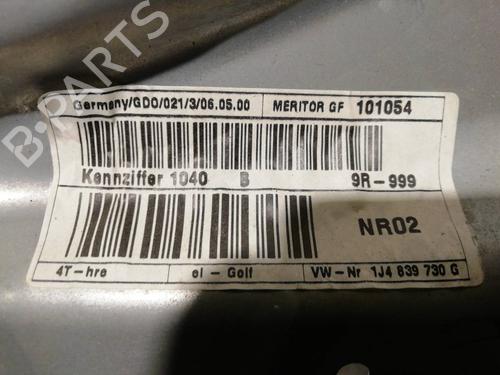 Germany/GDO/021/3/06.05.00 MERITOR GF 101054
Kennziffer 1040 B 9R-999
NR02
4T-hre el-Golf VW-Nr 1J4 839 730 G
B-PARTS